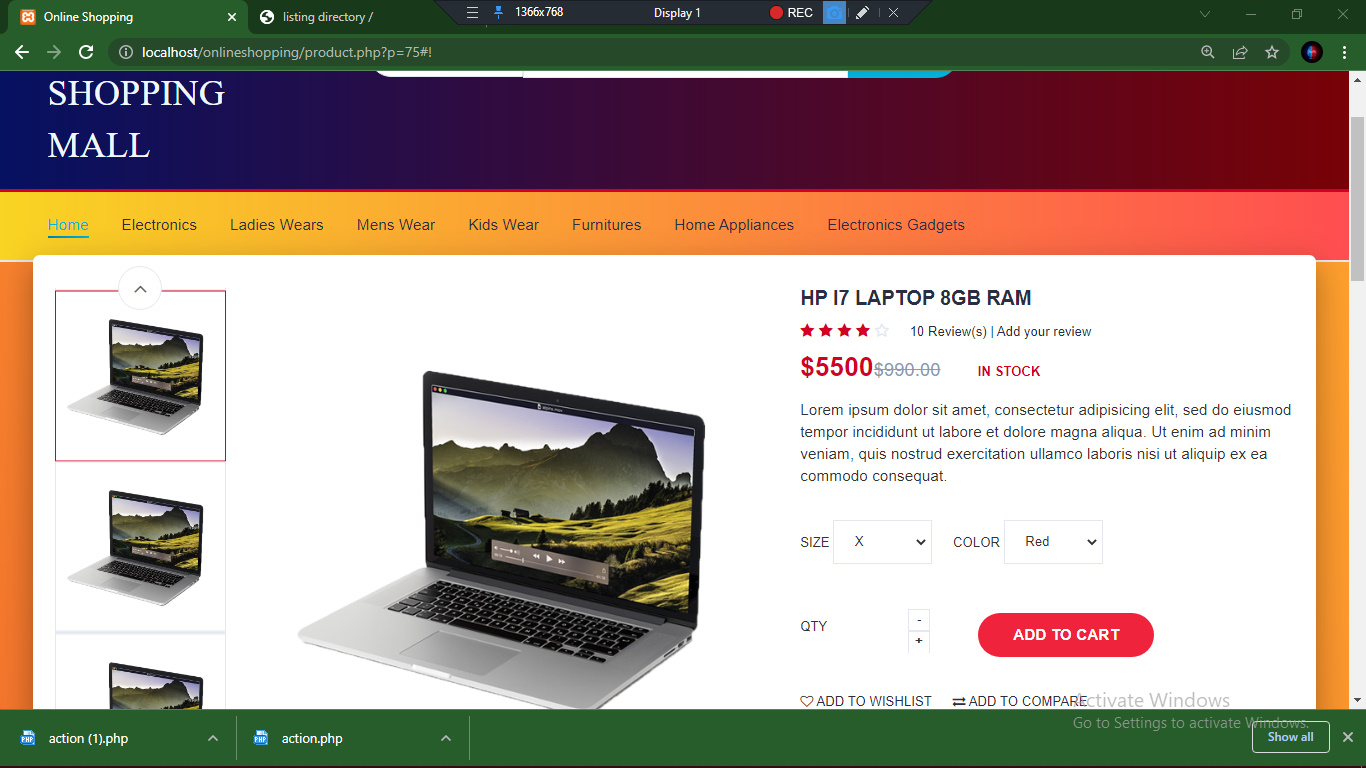 Online Shopping
listing directory /
1366x768
Display 1
REC
localhost/onlineshopping/product.php?p=75#!
SHOPPING
MALL
Home
Electronics
Ladies Wears
Mens Wear
Kids Wear
Furnitures
Home Appliances
Electronics Gadgets
HP I7 LAPTOP 8GB RAM
10 Review(s) | Add your review
$5500 $990.00 IN STOCK
Lorem ipsum dolor sit amet, consectetur adipisicing elit, sed do eiusmod
tempor incididunt ut labore et dolore magna aliqua. Ut enim ad minim
veniam, quis nostrud exercitation ullamco laboris nisi ut aliquip ex ea
commodo consequat.
SIZE X COLOR Red
QTY - +
ADD TO CART
ADD TO WISHLIST
ADD TO COMPARE
Activate Windows
Go to Settings to activate Windows.
action (1).php
action.php
Show all